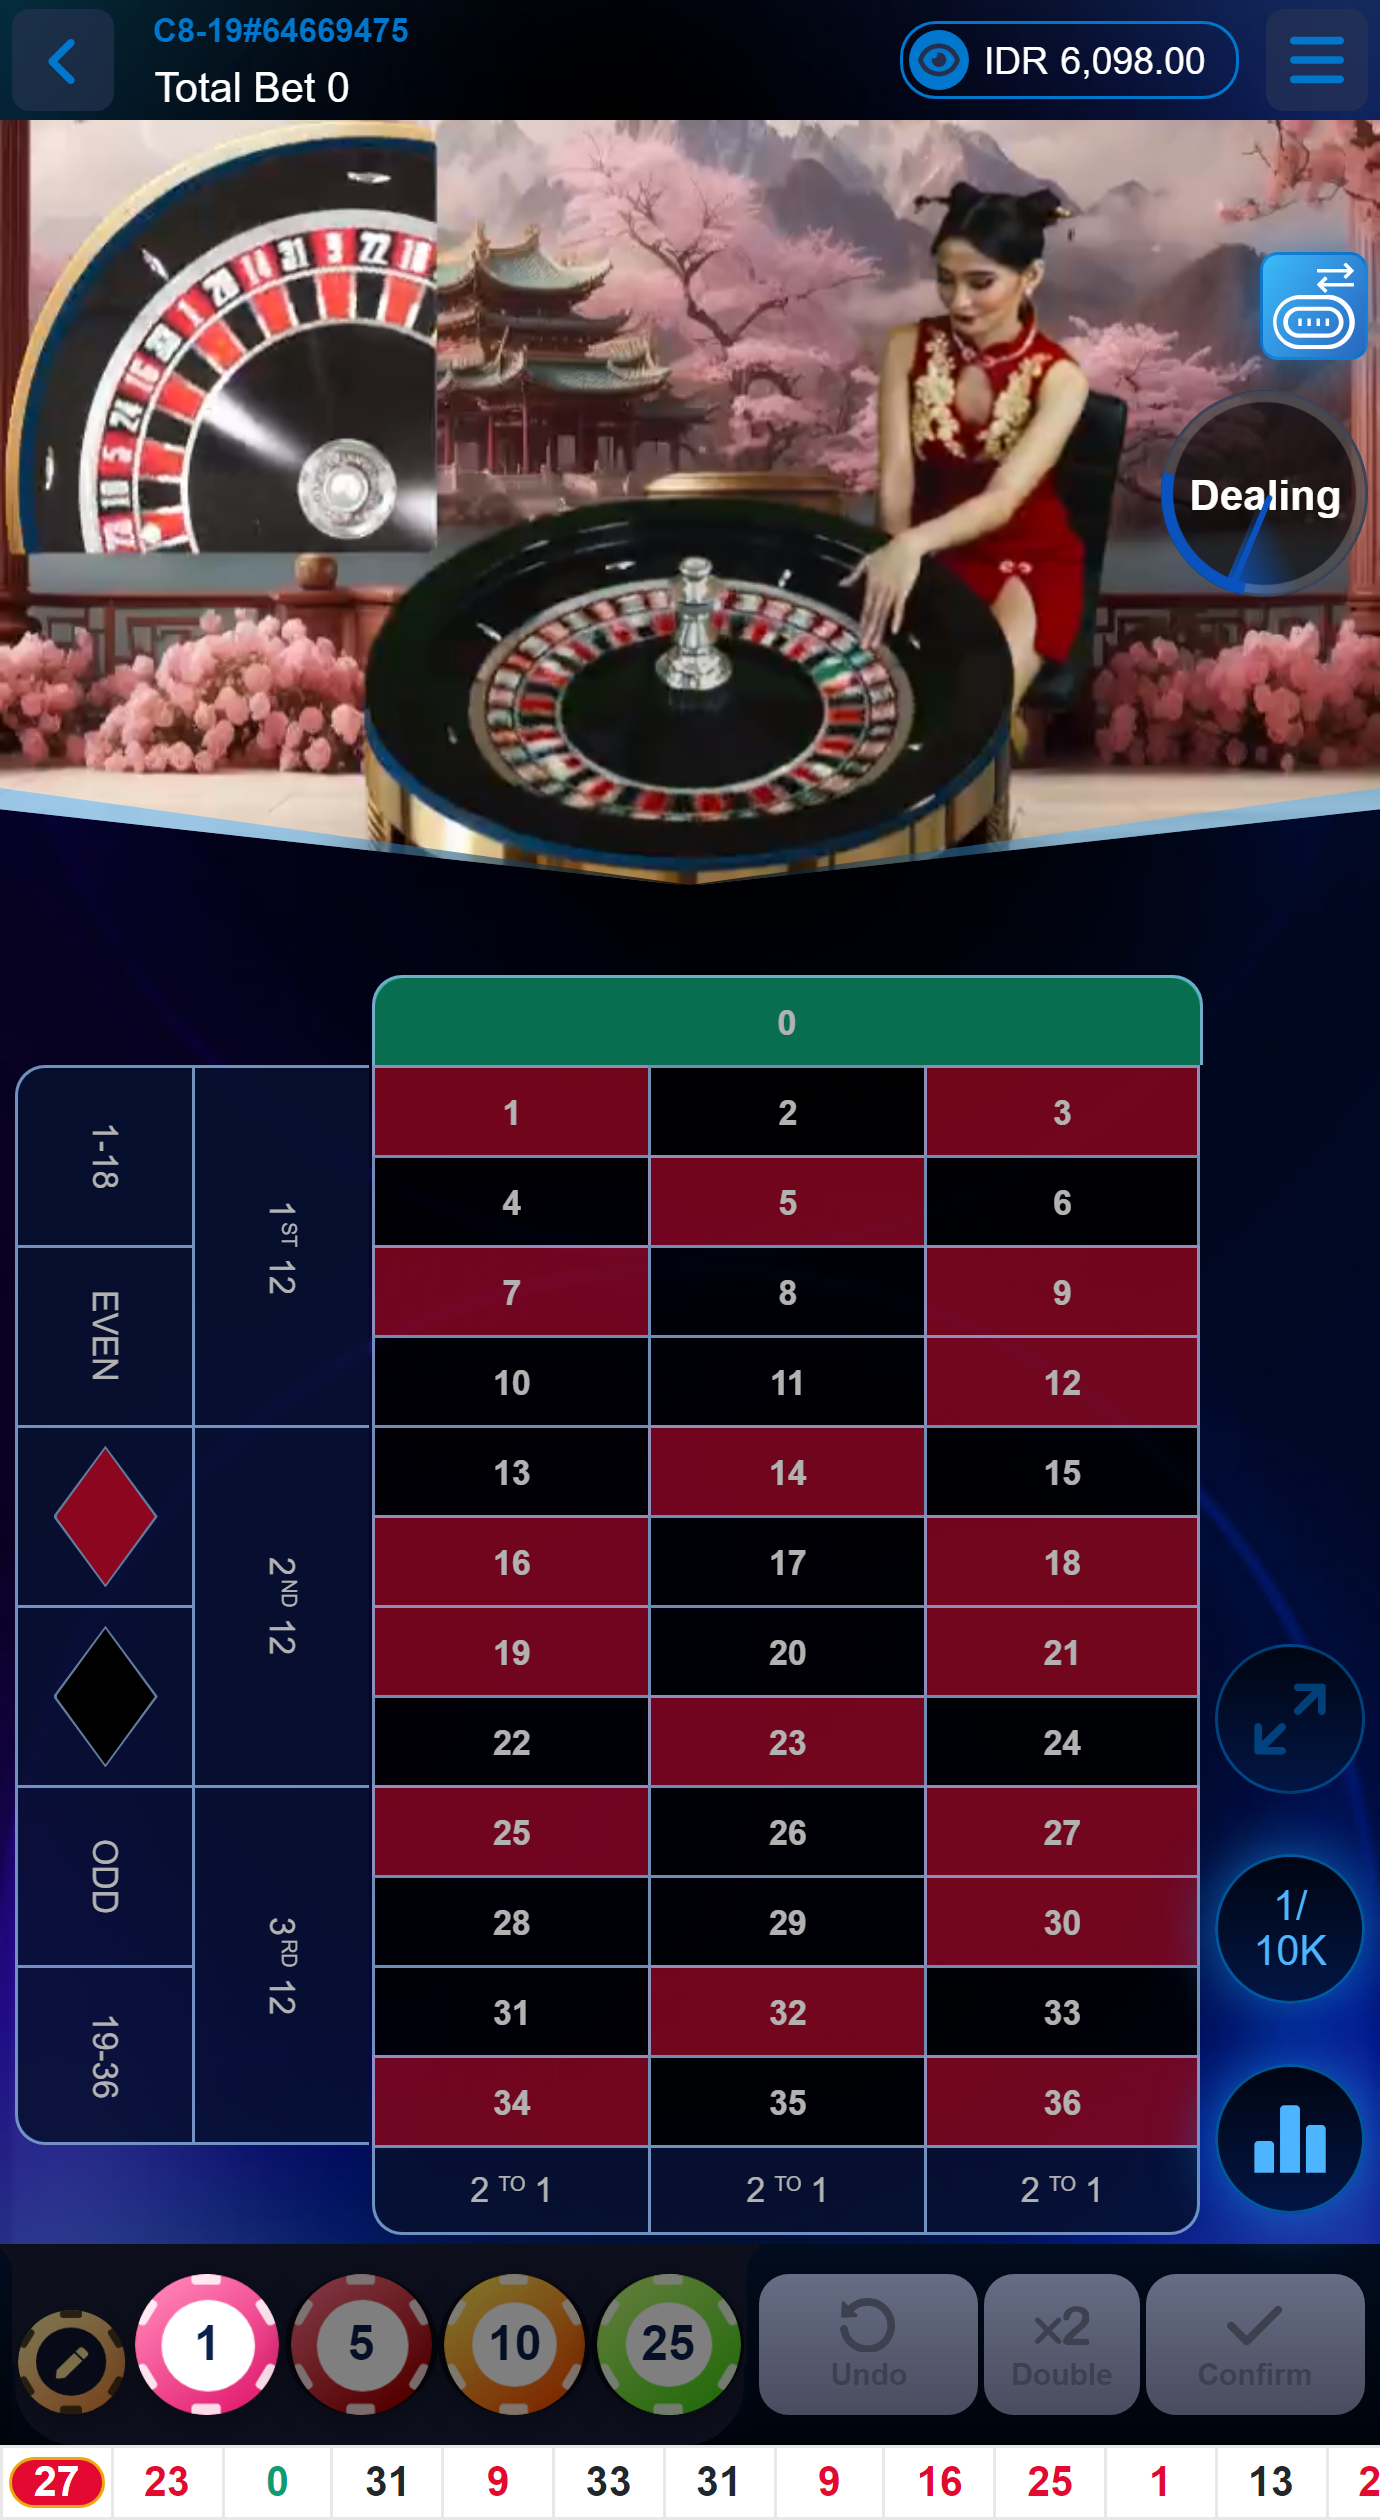 C8-19#64669475
Total Bet 0
IDR 6,098.00
Dealing
0
1 2 3
4 5 6
7 8 9
10 11 12
13 14 15
16 17 18
19 20 21
22 23 24
25 26 27
28 29 30
31 32 33
34 35 36
2 TO 1 2 TO 1 2 TO 1
1-18
EVEN
ODD
19-36
1ST 12
2ND 12
3RD 12
1/
10K
1 5 10 25
Undo
x2
Double
Confirm
27 23 0 31 9 33 31 9 16 25 1 13